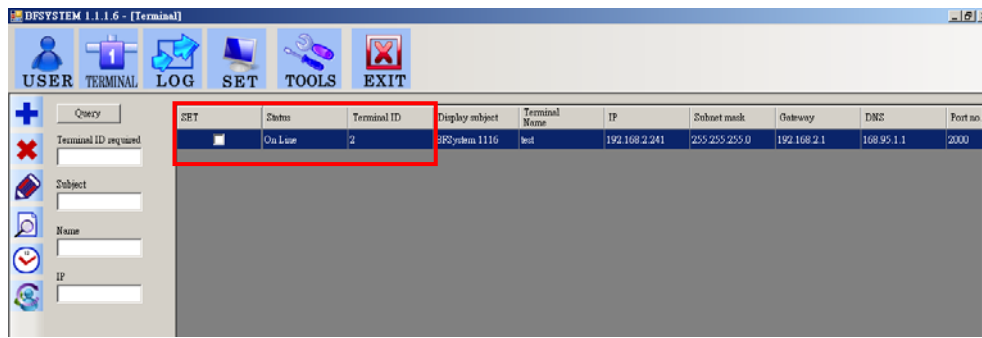 BFSYSTEM 1.1.1.6 - [Terminal]
USER TERMINAL LOG SET TOOLS EXIT
1
Query
SET Status Terminal ID Display subject Terminal Name IP Subnet mask Gateway DNS Port no
On Line 2 BFSystem 1116 test 192.168.2.241 255.255.255.0 192.168.2.1 168.95.1.1 2000
Terminal ID required
Subject
Name
IP